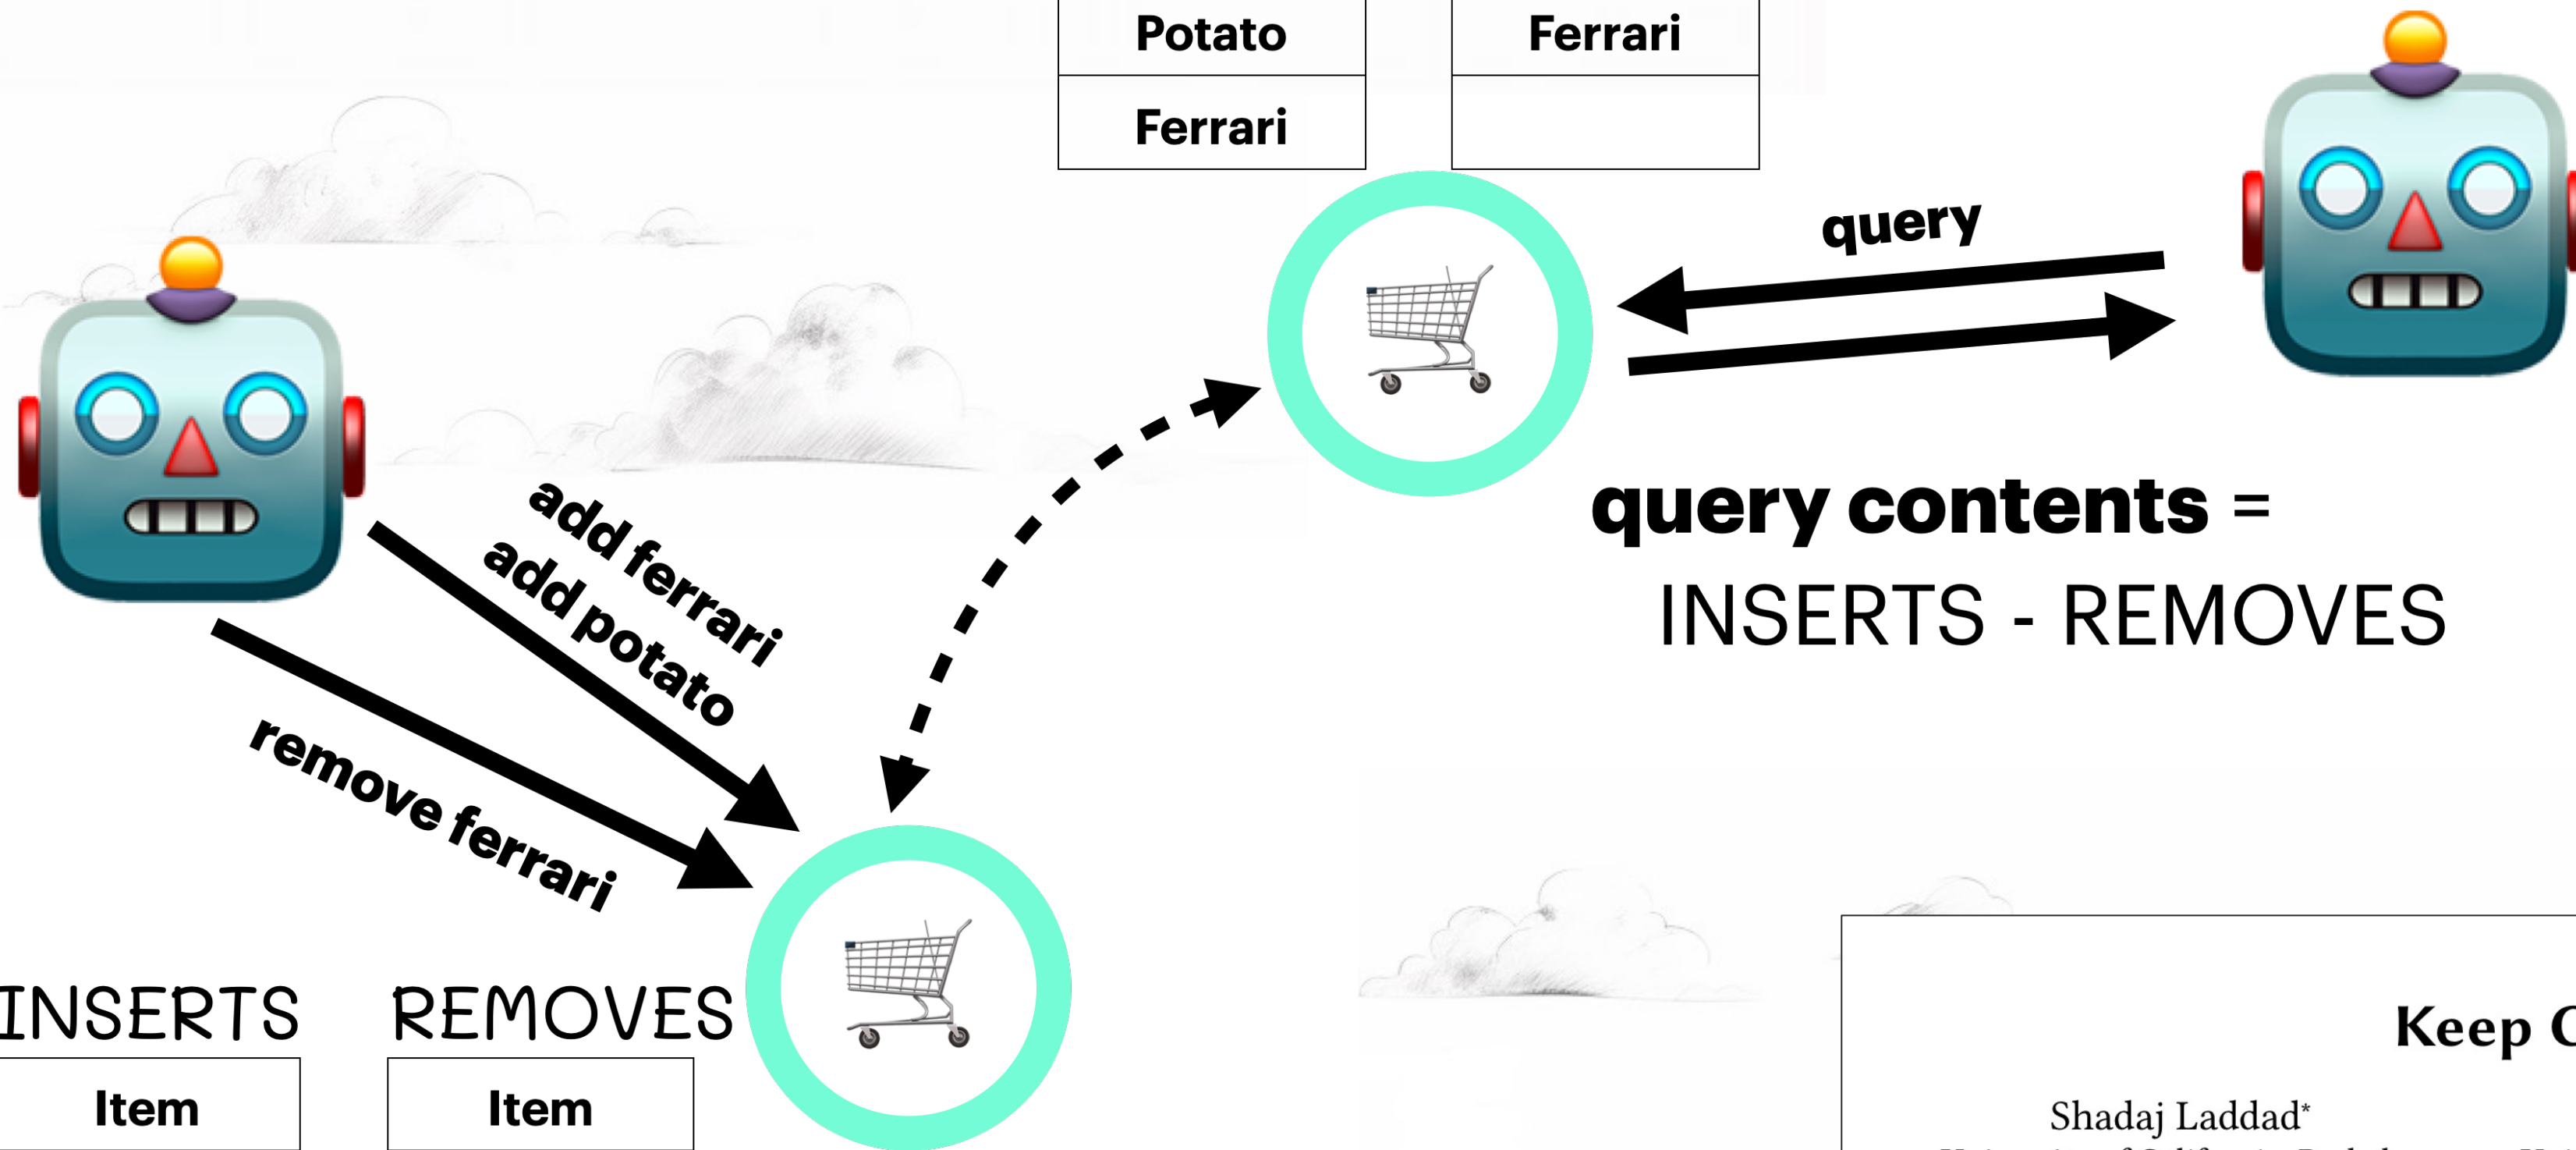 Potato
Ferrari
Ferrari
query
add ferrari
add potato
remove ferrari
query contents =
INSERTS - REMOVES
INSERTS
REMOVES
Item
Item
Keep
Shadaj Laddad*